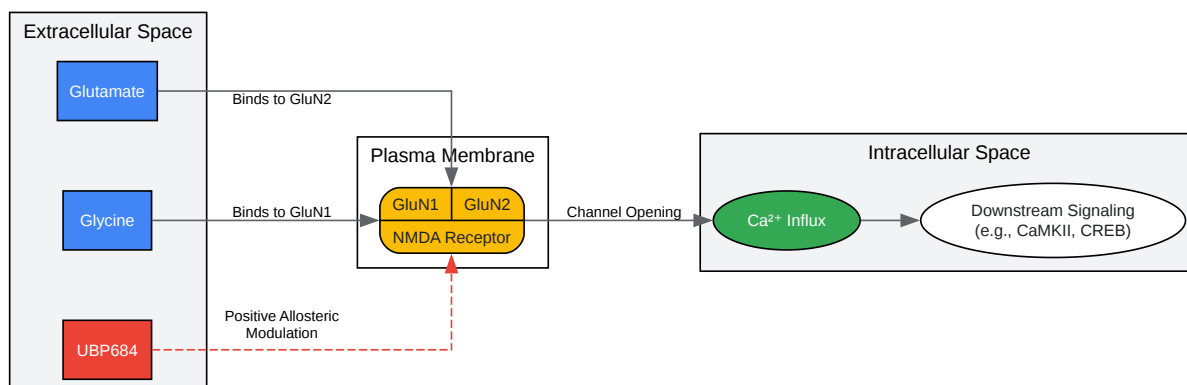 Extracellular Space
Glutamate
Binds to GluN2
Plasma Membrane
Intracellular Space
GluN1
GluN2
NMDA Receptor
Glycine
Binds to GluN1
Channel Opening
Ca²⁺ Influx
Downstream Signaling
(e.g., CaMKII, CREB)
Positive Allosteric
Modulation
UBP684